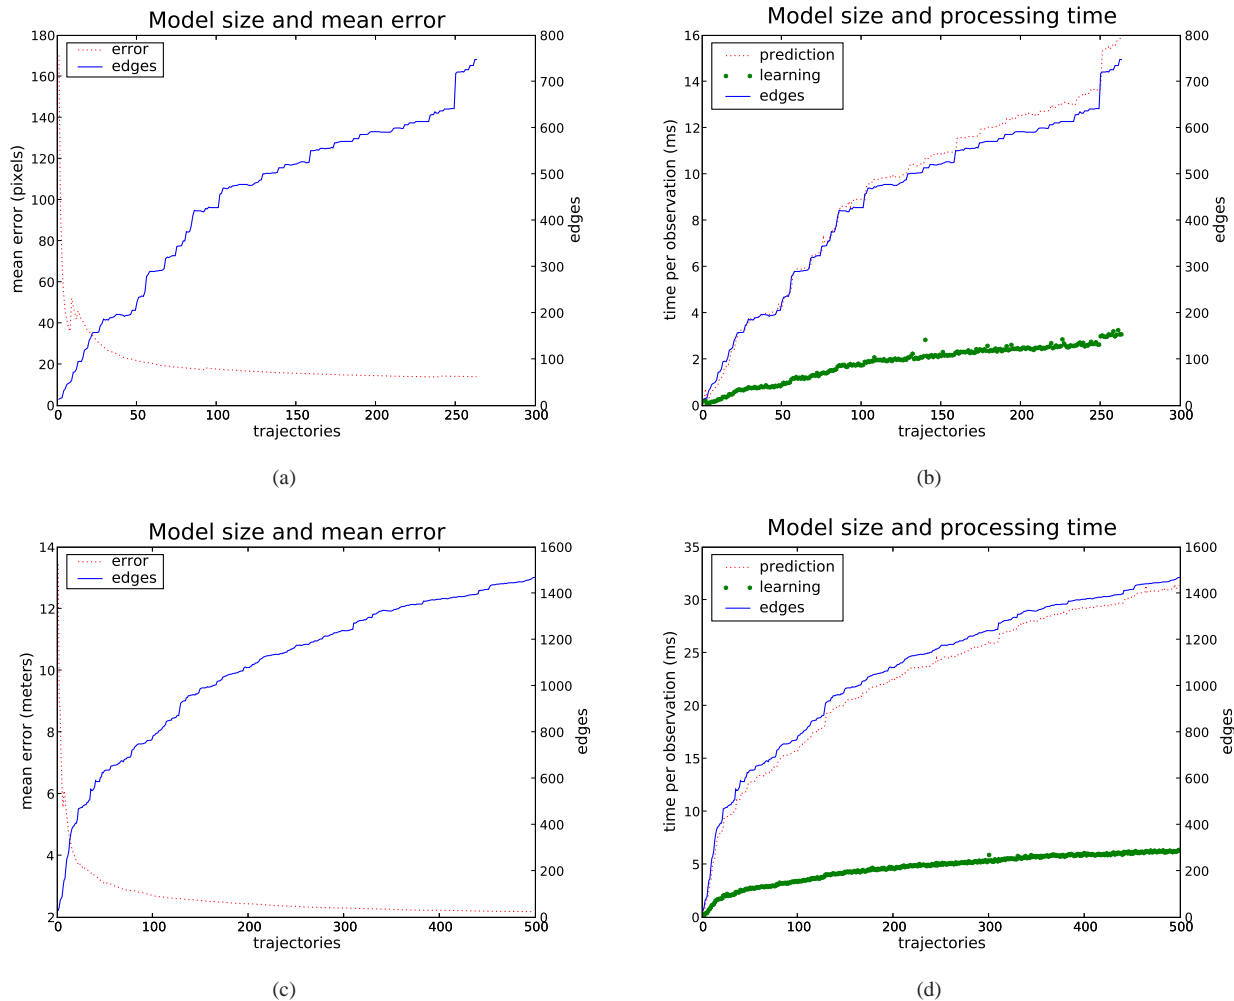 Model size and mean error
180
160
140
120
100
80
60
40
20
0
mean error (pixels)
error
edges
800
700
600
500
400
300
200
100
0
edges
0 50 100 150 200 250 300
trajectories
(a)
Model size and processing time
16
14
12
10
8
6
4
2
0
time per observation (ms)
prediction
learning
edges
800
700
600
500
400
300
200
100
0
edges
0 50 100 150 200 250 300
trajectories
(b)
Model size and mean error
14
12
10
8
6
4
2
mean error (meters)
error
edges
1600
1400
1200
1000
800
600
400
200
0
edges
0 100 200 300 400 500
trajectories
(c)
Model size and processing time
35
30
25
20
15
10
5
0
time per observation (ms)
prediction
learning
edges
1600
1400
1200
1000
800
600
400
200
0
edges
0 100 200 300 400 500
trajectories
(d)